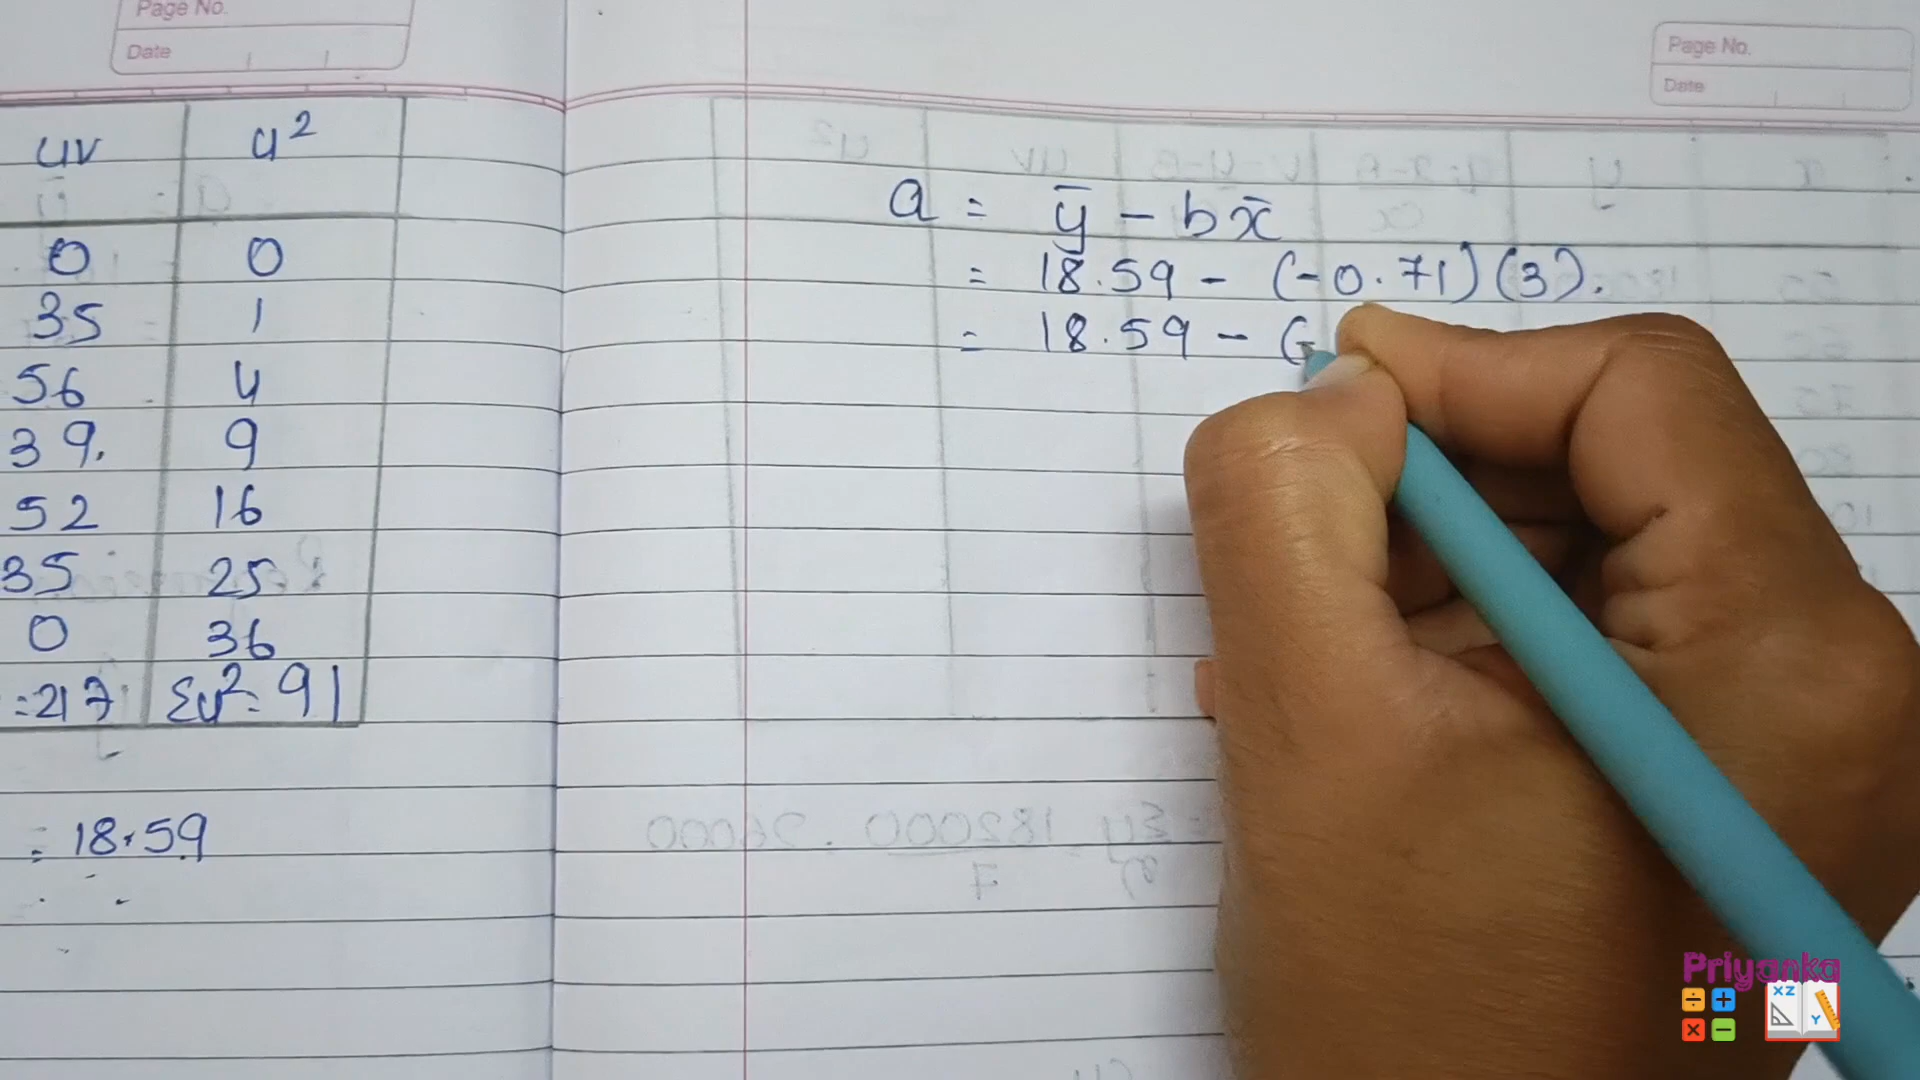 Page No.
Date
Page No.
Date
uv u²
0 0
35 1
56 4
39. 9
52 16
35 25
0 36
=217 Σu²= 91
= 18.59
a = ȳ - bx̄
= 18.59 - (-0.71)(3).
= 18.59 - (-
Priyanka
XZ
Y